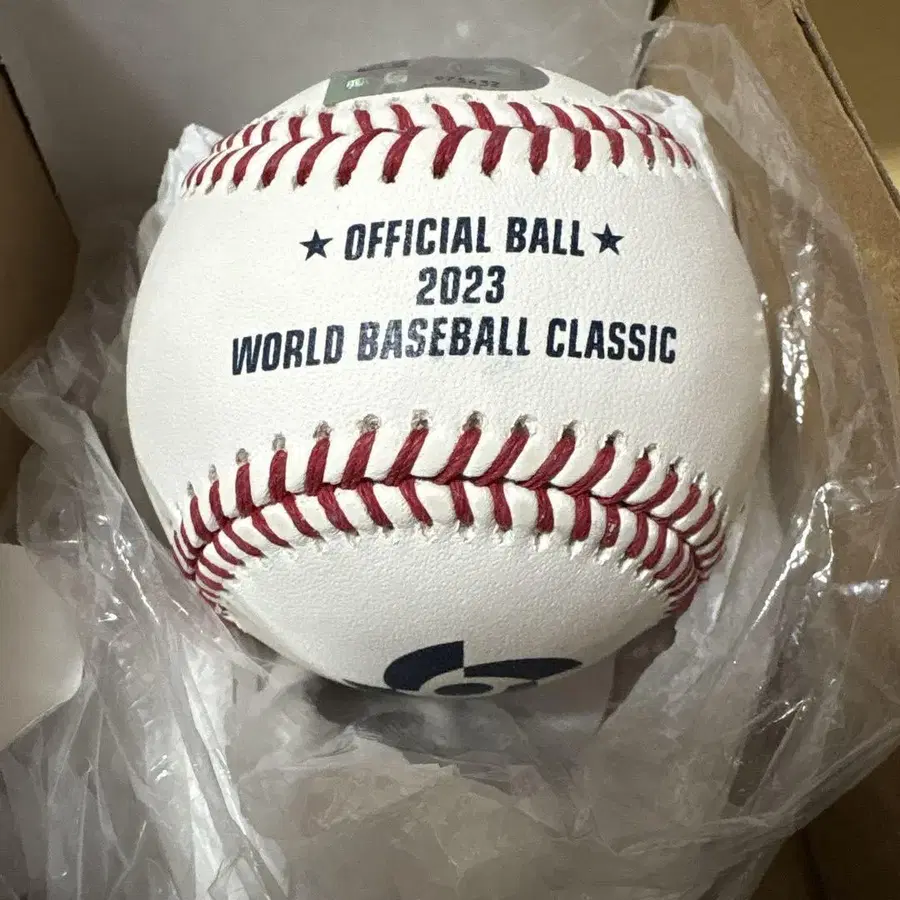 ★ OFFICIAL BALL ★
2023
WORLD BASEBALL CLASSIC